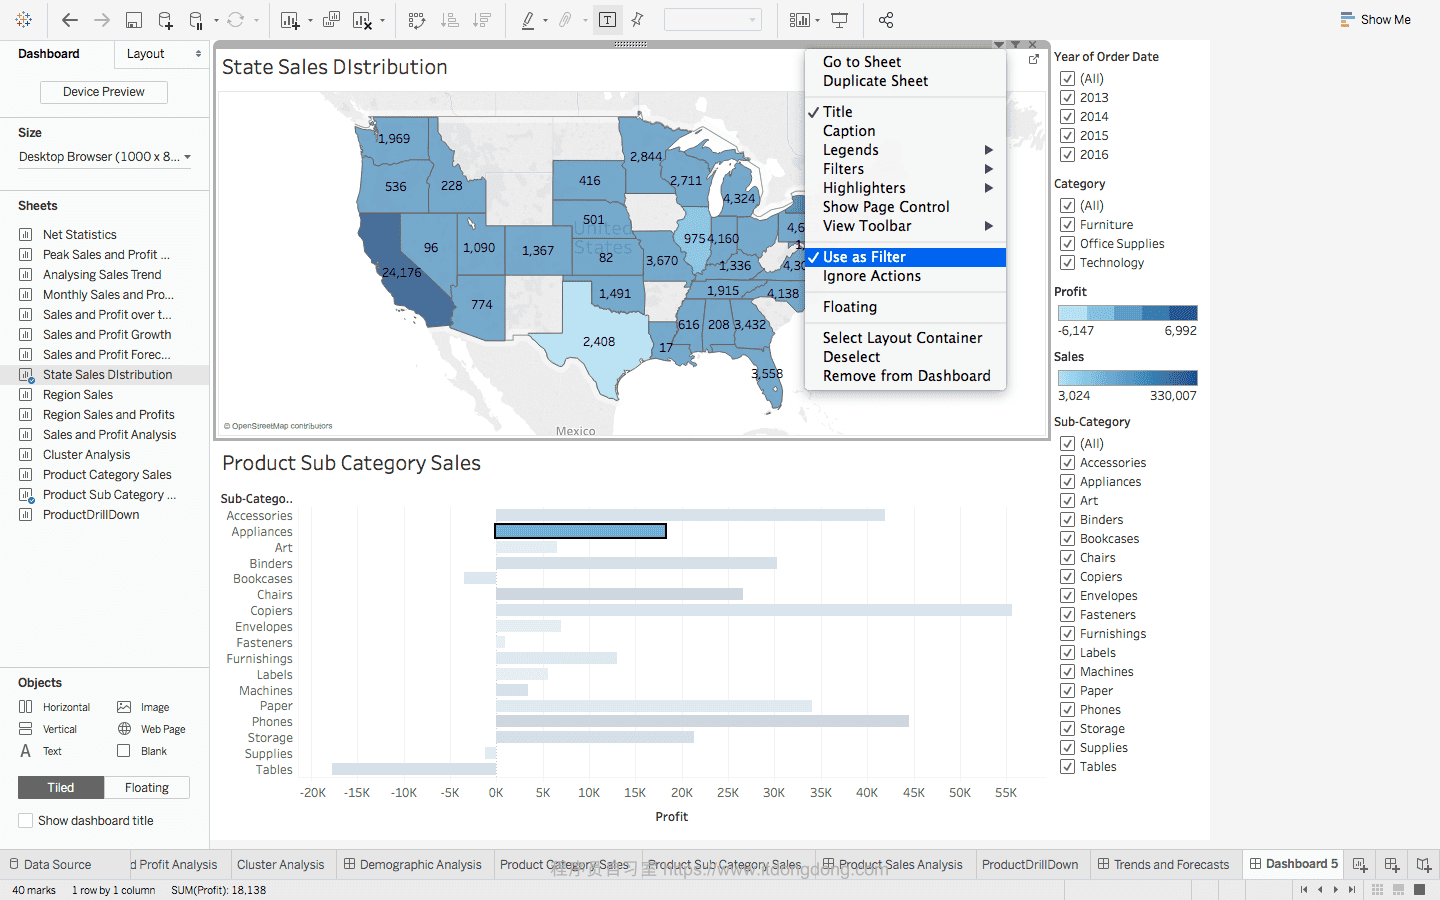 Show Me
Dashboard
Layout
Device Preview
Size
Desktop Browser (1000 x 8...
Sheets
Net Statistics
Peak Sales and Profit ...
Analysing Sales Trend
Monthly Sales and Pro...
Sales and Profit over t...
Sales and Profit Growth
Sales and Profit Forec...
State Sales DIstribution
Region Sales
Region Sales and Profits
Sales and Profit Analysis
Cluster Analysis
Product Category Sales
Product Sub Category ...
ProductDrillDown
Objects
Horizontal
Image
Vertical
Web Page
Text
Blank
Tiled
Floating
Show dashboard title
State Sales DIstribution
1,969
2,844
536
228
416
2,711
4,324
501
United
States
96
1,090
1,367
82
975
4,160
4,6
1,
24,176
3,670
1,336
4,30
774
1,491
1,915
4,138
616
208
3,432
2,408
17
3,558
© OpenStreetMap contributors
Mexico
Go to Sheet
Duplicate Sheet
Title
Caption
Legends
Filters
Highlighters
Show Page Control
View Toolbar
Use as Filter
Ignore Actions
Floating
Select Layout Container
Deselect
Remove from Dashboard
Product Sub Category Sales
Sub-Catego..
Accessories
Appliances
Art
Binders
Bookcases
Chairs
Copiers
Envelopes
Fasteners
Furnishings
Labels
Machines
Paper
Phones
Storage
Supplies
Tables
-20K -15K -10K -5K 0K 5K 10K 15K 20K 25K 30K 35K 40K 45K 50K 55K
Profit
Year of Order Date
(All)
2013
2014
2015
2016
Category
(All)
Furniture
Office Supplies
Technology
Profit
-6,147 6,992
Sales
3,024 330,007
Sub-Category
(All)
Accessories
Appliances
Art
Binders
Bookcases
Chairs
Copiers
Envelopes
Fasteners
Furnishings
Labels
Machines
Paper
Phones
Storage
Supplies
Tables
Data Source
d Profit Analysis
Cluster Analysis
Demographic Analysis
Product Category Sales
Product Sub Category Sales
Product Sales Analysis
ProductDrillDown
Trends and Forecasts
Dashboard 5
程序员自习室 https://www.itdongdong.com
40 marks 1 row by 1 column SUM(Profit): 18,138